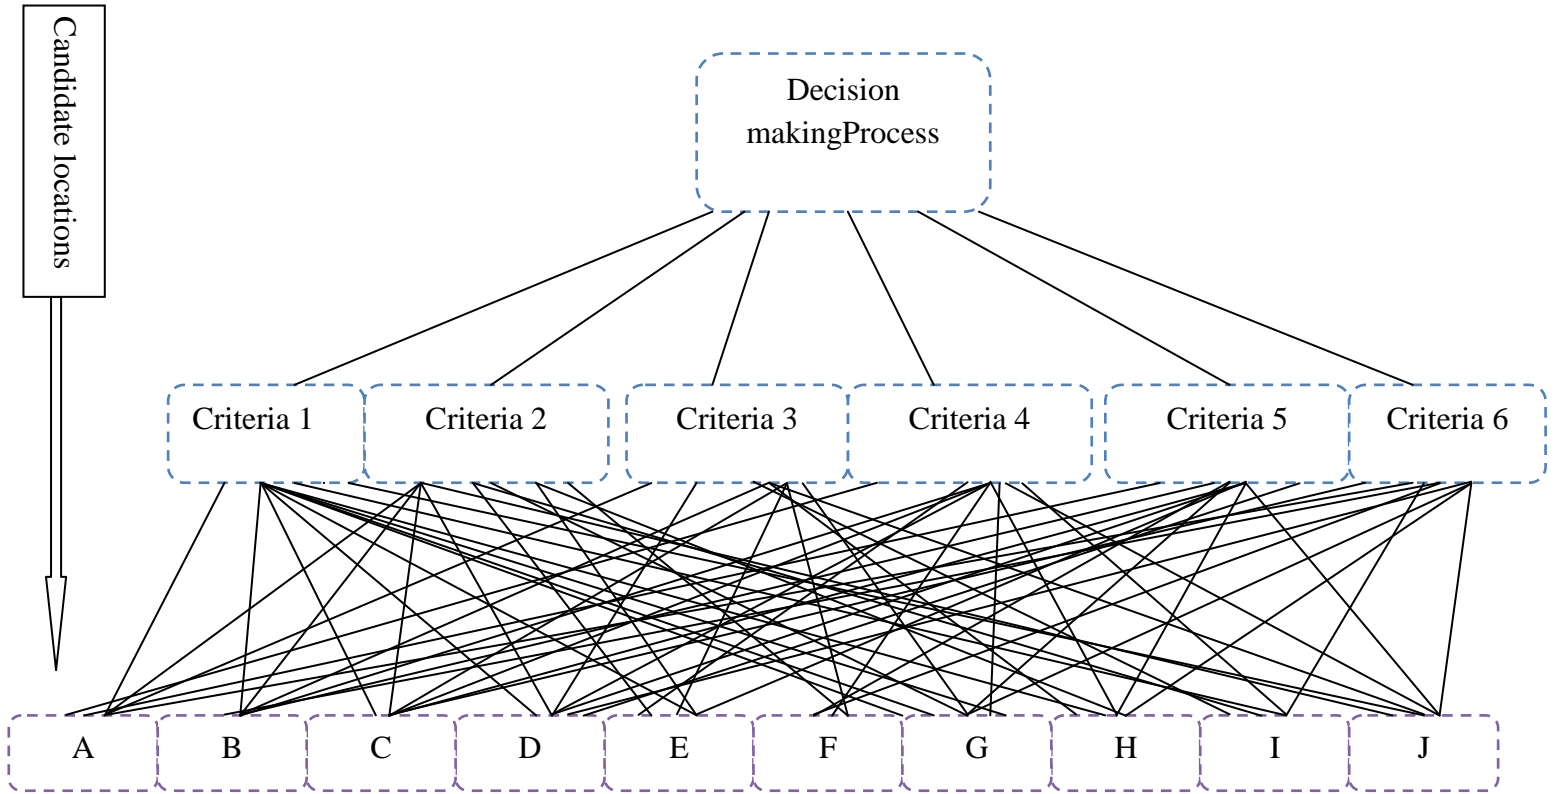 Candidate locations
Decision
makingProcess
Criteria 1
Criteria 2
Criteria 3
Criteria 4
Criteria 5
Criteria 6
A
B
C
D
E
F
G
H
I
J